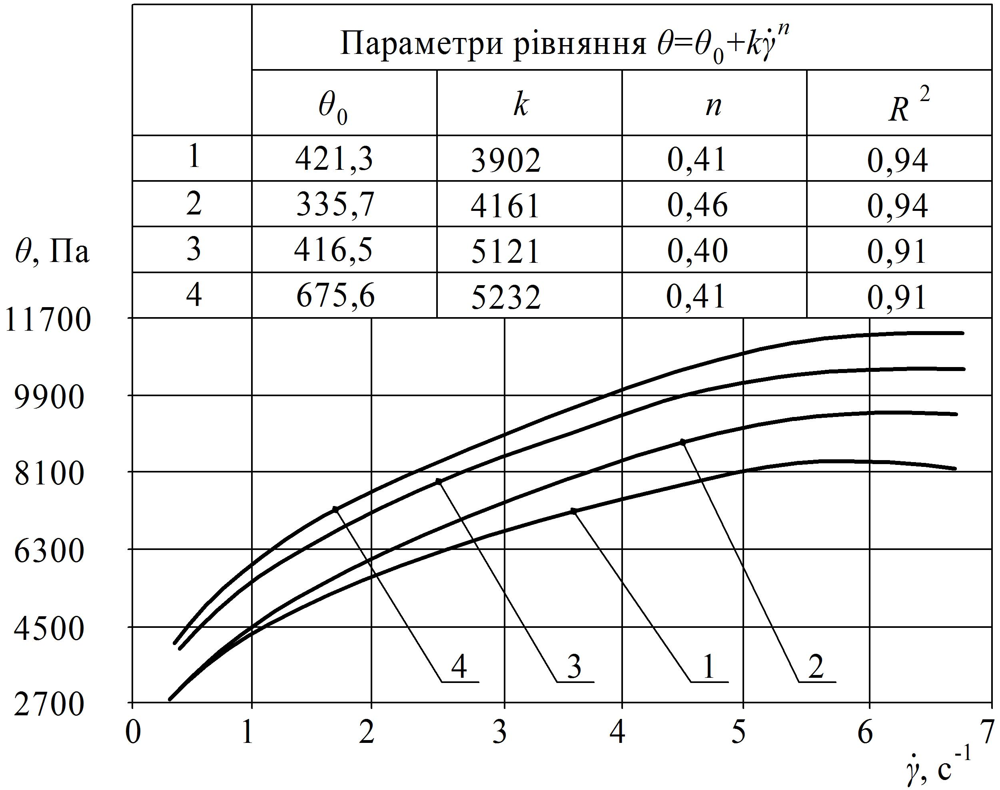 Параметри рівняння θ=θ₀+kγ̇ⁿ
θ₀ k n R²
1 421,3 3902 0,41 0,94
2 335,7 4161 0,46 0,94
3 416,5 5121 0,40 0,91
4 675,6 5232 0,41 0,91
θ, Па
11700
9900
8100
6300
4500
2700
4 3 1 2
0 1 2 3 4 5 6 7
γ̇, с⁻¹